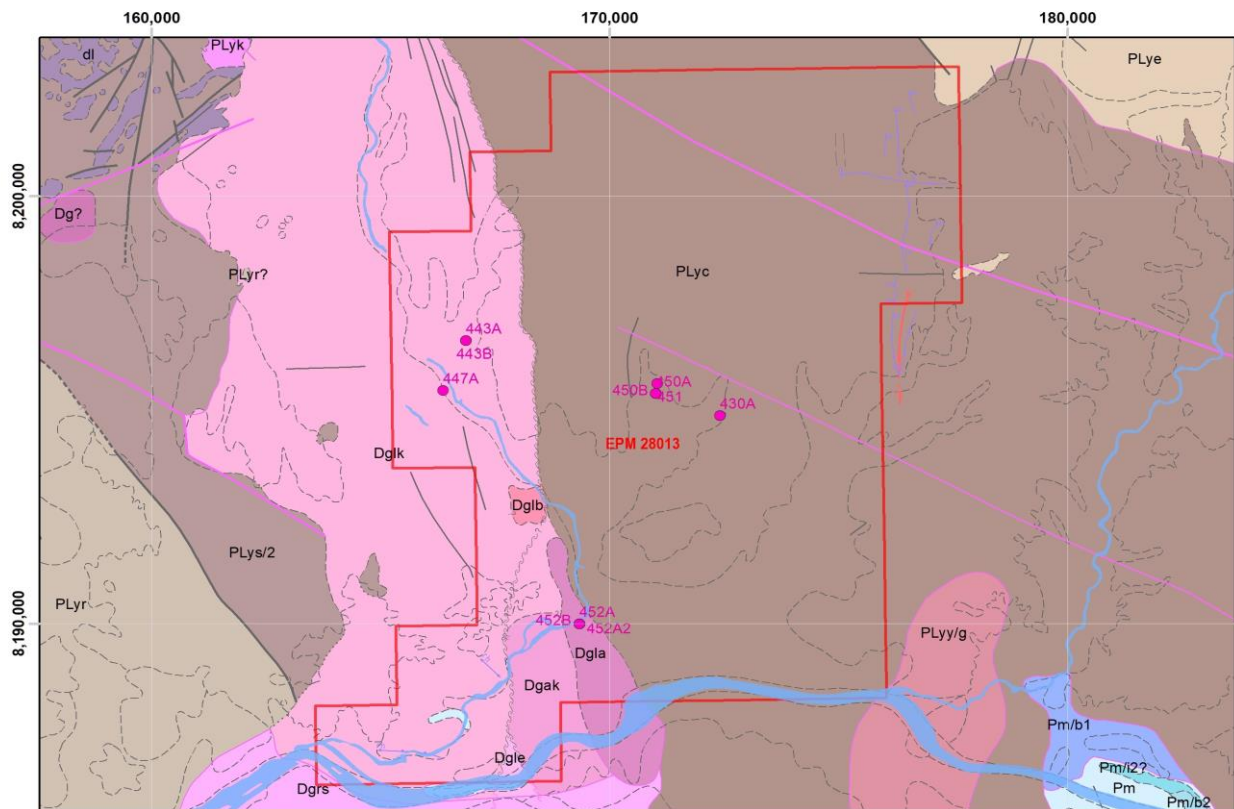 160,000
170,000
180,000
dl
PLyk
PLye
8,200,000
Dg?
PLyr?
PLyc
443A
443B
447A
450A
450B
451
430A
EPM 28013
Dglk
Dglb
PLys/2
PLyr
8,190,000
452A
452B
452A2
Dgla
PLyy/g
Dgak
Pm/b1
Dgle
Pm/i2?
Pm
Dgrs
Pm/b2